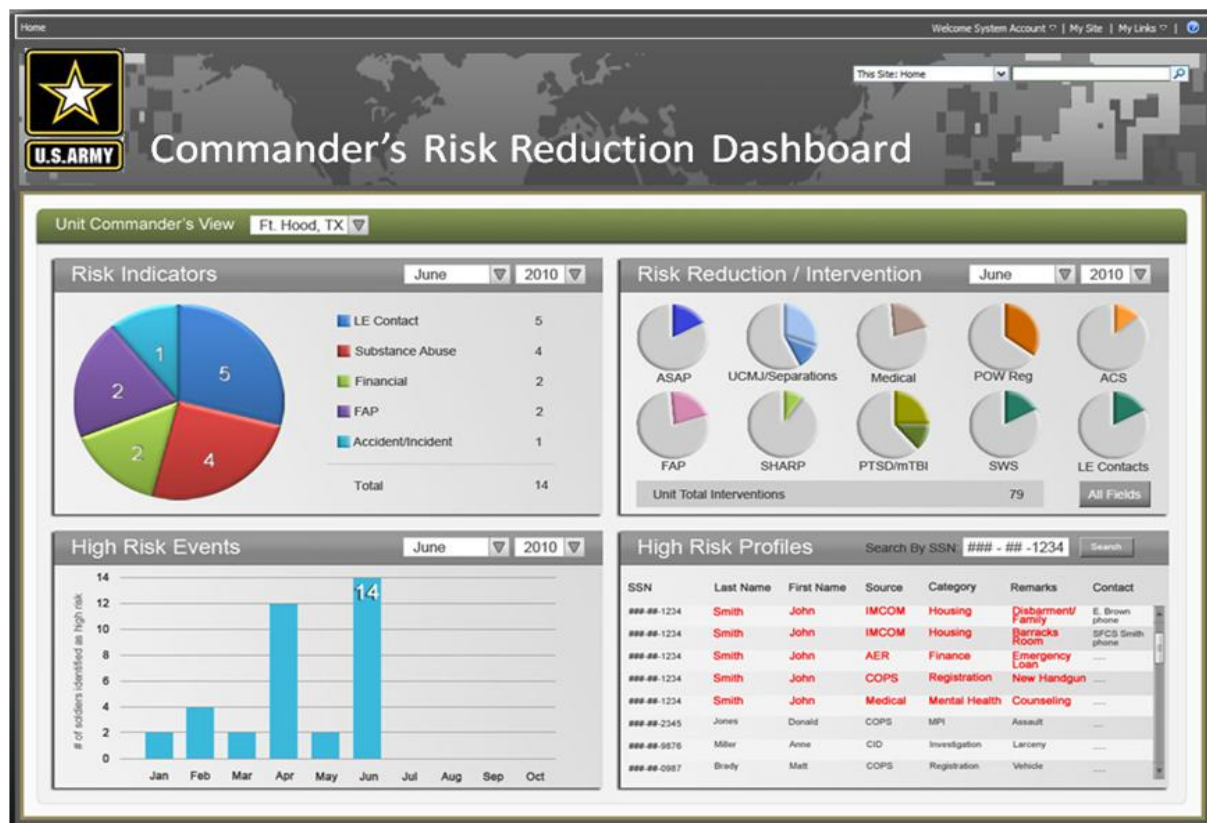 Home
Welcome System Account | My Site | My Links |
This Site: Home
U.S.ARMY
Commander's Risk Reduction Dashboard
Unit Commander's View Ft. Hood, TX
Risk Indicators June 2010
5
4
2
2
1
LE Contact 5
Substance Abuse 4
Financial 2
FAP 2
Accident/Incident 1
Total 14
Risk Reduction / Intervention June 2010
ASAP UCMJ/Separations Medical POW Reg ACS
FAP SHARP PTSD/mTBI SWS LE Contacts
Unit Total Interventions 79 All Fields
High Risk Events June 2010
# of soldiers identified as high risk
14
12
10
8
6
4
2
0
14
Jan Feb Mar Apr May Jun Jul Aug Sep Oct
High Risk Profiles Search By SSN: ### - ## -1234 Search
SSN Last Name First Name Source Category Remarks Contact
###-##-1234 Smith John IMCOM Housing Disbarment/ E. Brown
Family phone
###-##-1234 Smith John IMCOM Housing Barracks SFCS Smith
Room phone
###-##-1234 Smith John AER Finance Emergency ....
Loan
###-##-1234 Smith John COPS Registration New Handgun ....
###-##-1234 Smith John Medical Mental Health Counseling ....
###-##-2345 Jones Donald COPS MPI Assault ....
###-##-9876 Miller Anne CID Investigation Larceny ....
###-##-0987 Brady Matt COPS Registration Vehicle ....